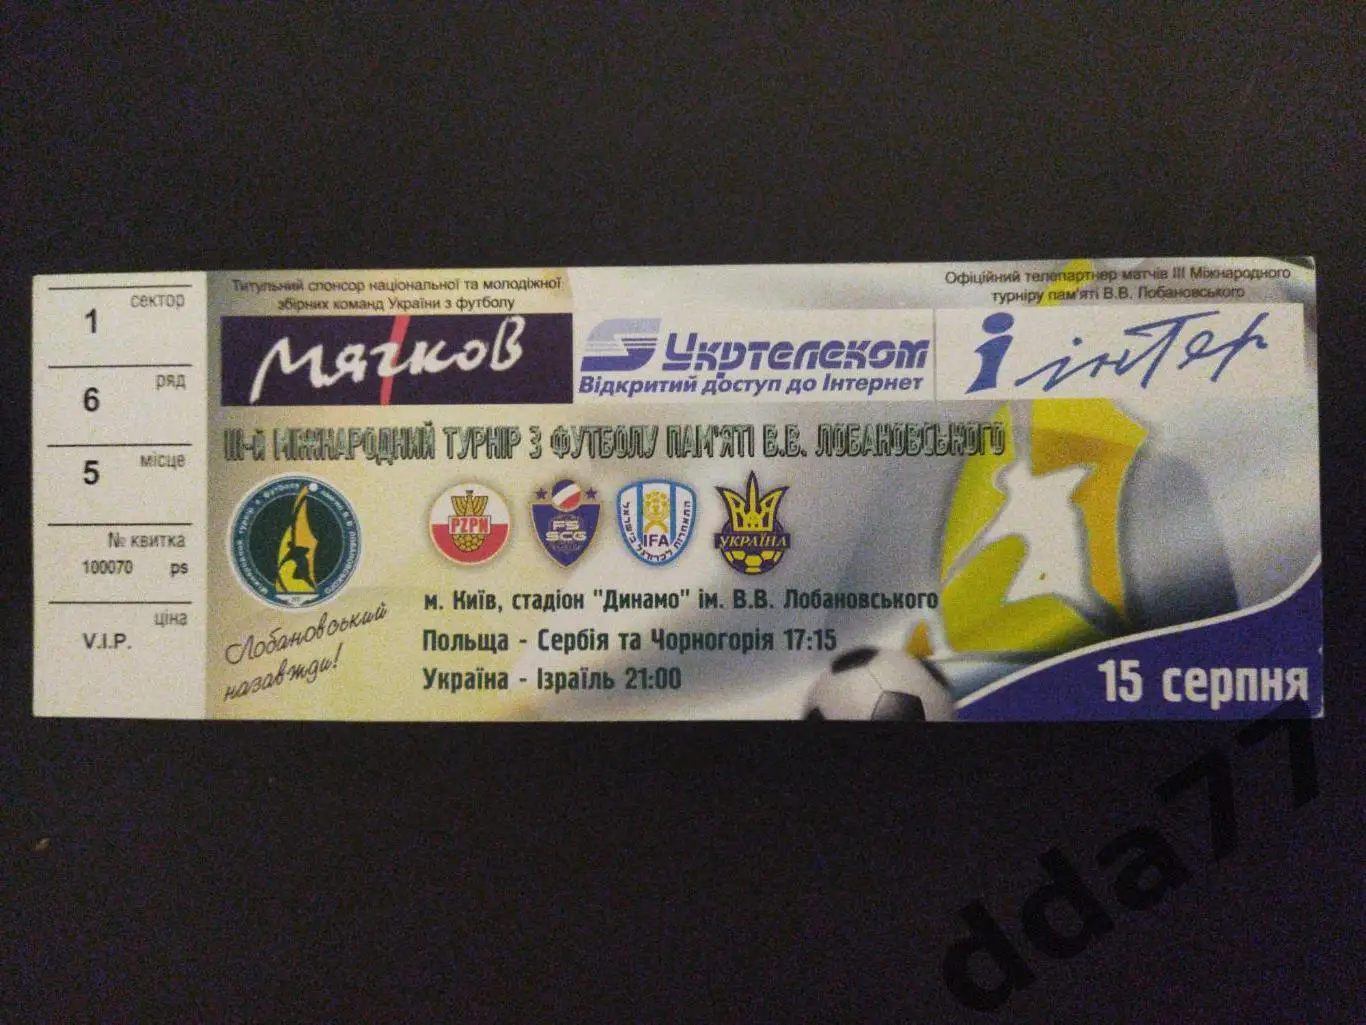 1 сектор
6 ряд
5 місце
№ квитка
100070 ps
ціна
V.I.P.
Титульний спонсор національної та молодіжної
збірних команд України з футболу
Офіційний телепартнер матчів III Міжнародного
турніру пам'яті В.В. Лобановського
Мягков
Укртелеком
Відкритий доступ до Інтернет
інтер
III-й МІЖНАРОДНИЙ ТУРНІР З ФУТБОЛУ ПАМ'ЯТІ В.В. ЛОБАНОВСЬКОГО
PZPN
FS
SCG
IFA
УКРАЇНА
Лобановський
назавжди!
м. Київ, стадіон "Динамо" ім. В.В. Лобановського
Польща - Сербія та Чорногорія 17:15
Україна - Ізраїль 21:00
15 серпня
dda77